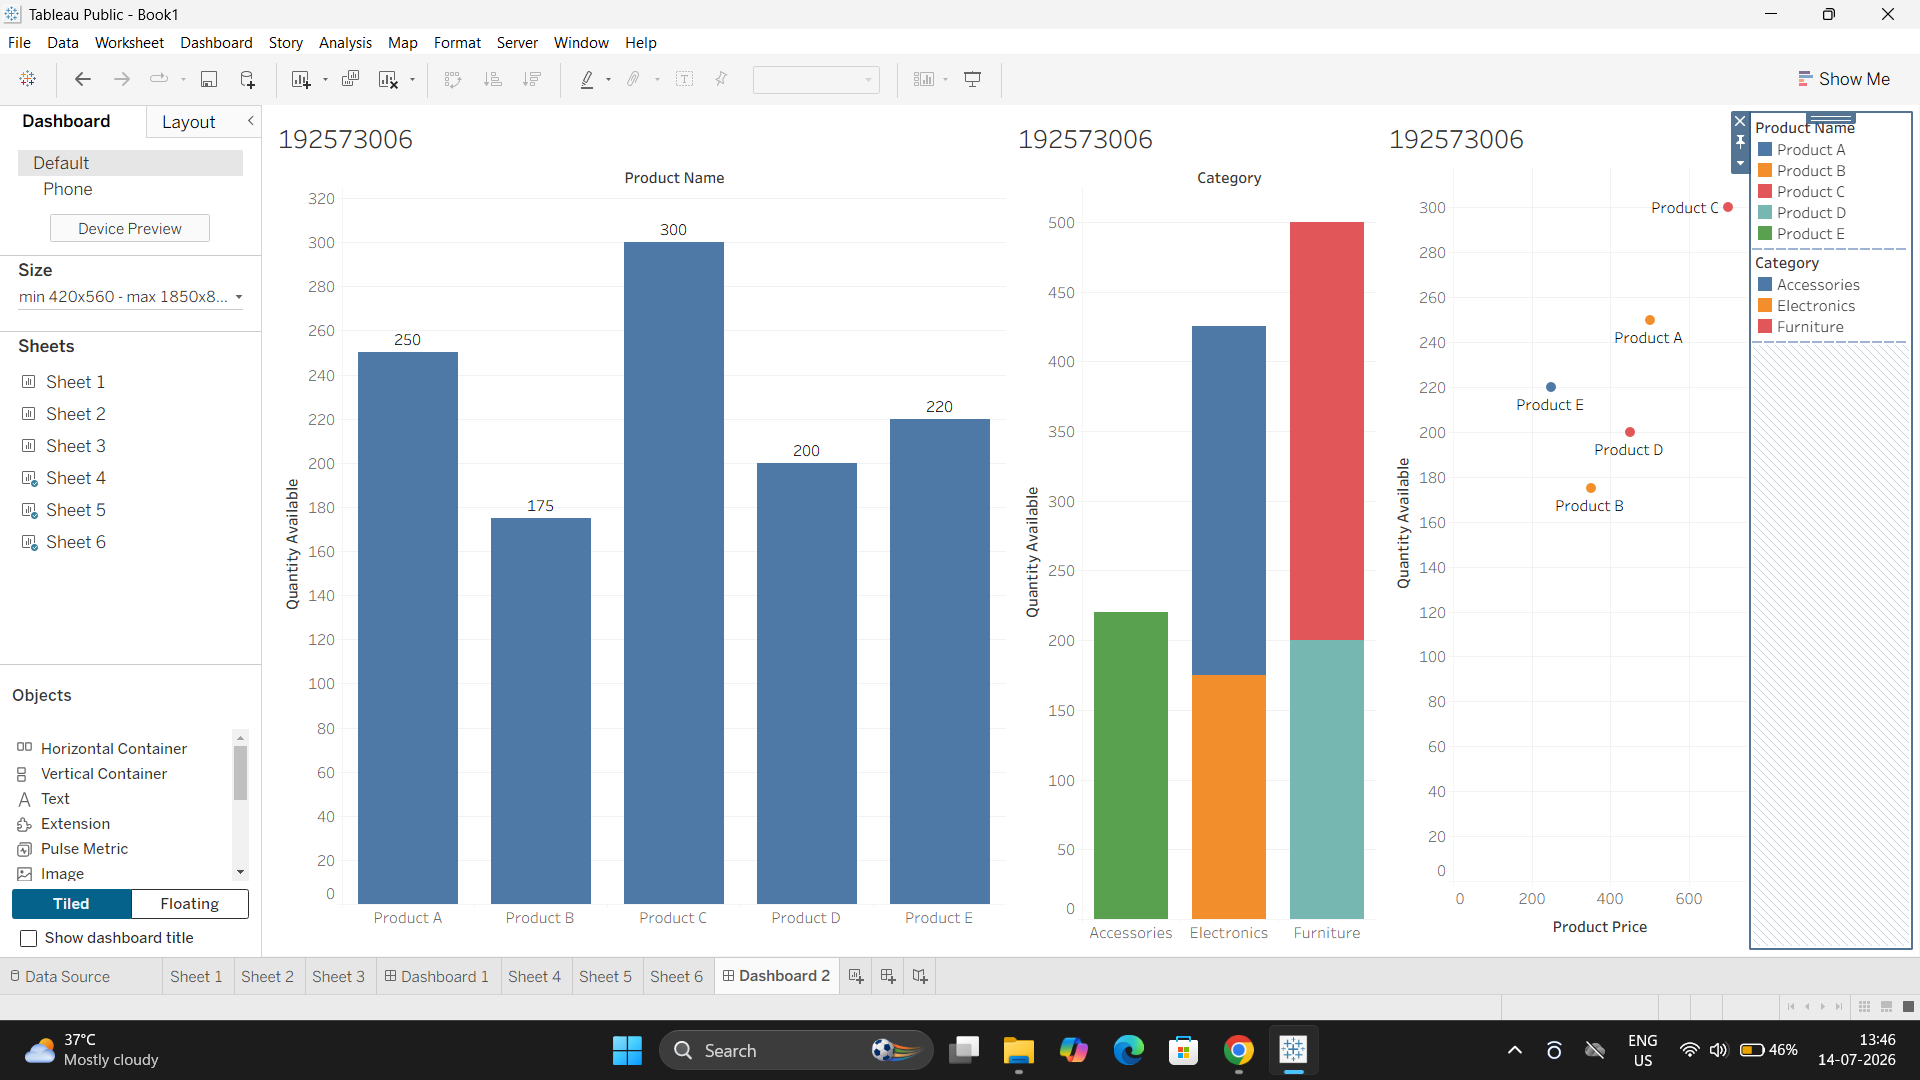 Tableau Public - Book1
File Data Worksheet Dashboard Story Analysis Map Format Server Window Help
Show Me
Dashboard
Layout
Default
Phone
Device Preview
Size
min 420x560 - max 1850x8...
Sheets
Sheet 1
Sheet 2
Sheet 3
Sheet 4
Sheet 5
Sheet 6
Objects
Horizontal Container
Vertical Container
Text
Extension
Pulse Metric
Image
Tiled
Floating
Show dashboard title
192573006
Product Name
320
300
280
260
240
220
200
180
160
140
120
100
80
60
40
20
0
Quantity Available
250
175
300
200
220
Product A
Product B
Product C
Product D
Product E
192573006
Category
500
450
400
350
300
250
200
150
100
50
0
Quantity Available
Accessories
Electronics
Furniture
192573006
300
280
260
240
220
200
180
160
140
120
100
80
60
40
20
0
Quantity Available
Product C
Product A
Product E
Product D
Product B
0
200
400
600
Product Price
Product Name
Product A
Product B
Product C
Product D
Product E
Category
Accessories
Electronics
Furniture
Data Source
Sheet 1
Sheet 2
Sheet 3
Dashboard 1
Sheet 4
Sheet 5
Sheet 6
Dashboard 2
37°C
Mostly cloudy
Search
ENG
US
46%
13:46
14-07-2026